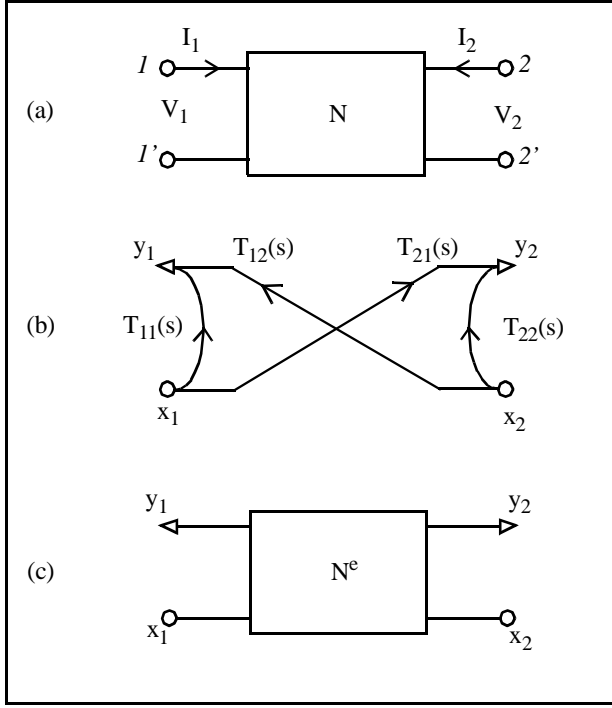 I₁ I₂
1 2
(a) V₁ N V₂
1’ 2’
y₁ T₁₂(s) T₂₁(s) y₂
(b) T₁₁(s) T₂₂(s)
x₁ x₂
y₁ y₂
(c) Nᵉ
x₁ x₂